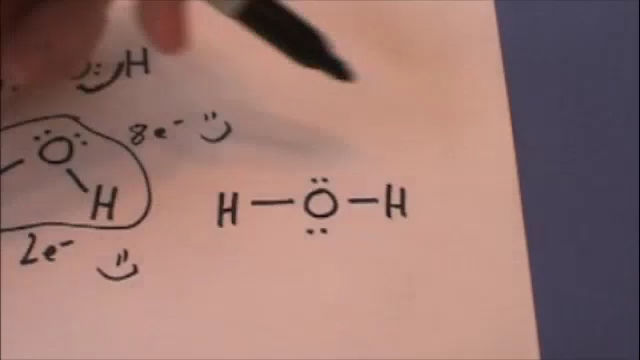 H
8e⁻
O
H
2e⁻
H — O — H